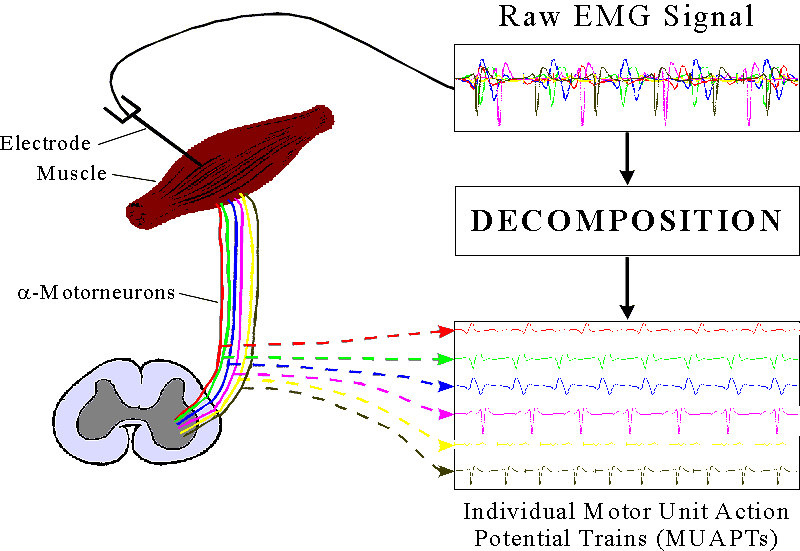 Raw EMG Signal
Electrode
Muscle
DECOMPOSITION
α-Motorneurons
Individual Motor Unit Action
Potential Trains (MUAPTs)